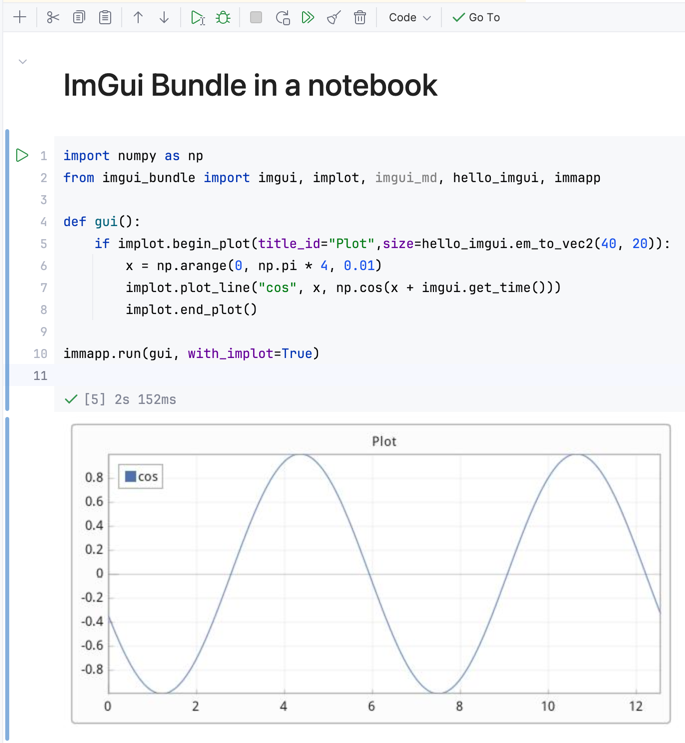 Code
Go To
ImGui Bundle in a notebook
1 import numpy as np
2 from imgui_bundle import imgui, implot, imgui_md, hello_imgui, immapp
3
4 def gui():
5     if implot.begin_plot(title_id="Plot",size=hello_imgui.em_to_vec2(40, 20)):
6         x = np.arange(0, np.pi * 4, 0.01)
7         implot.plot_line("cos", x, np.cos(x + imgui.get_time()))
8         implot.end_plot()
9
10 immapp.run(gui, with_implot=True)
11
[5] 2s 152ms
Plot
cos
0.8
0.6
0.4
0.2
0
-0.2
-0.4
-0.6
-0.8
0 2 4 6 8 10 12